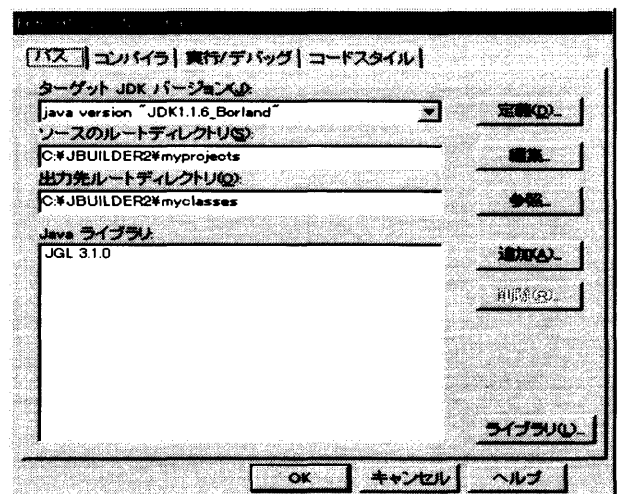 パス コンパイラ 実行/デバッグ コードスタイル
ターゲット JDK バージョン(J):
java version "JDK1.1.6_Borland"
定義(D)...
ソースのルートディレクトリ(S):
C:¥JBUILDER2¥myprojects
編集...
出力先ルートディレクトリ(O):
C:¥JBUILDER2¥myclasses
参照...
Java ライブラリ:
JGL 3.1.0
追加(A)...
削除(R)...
ライブラリ(L)...
OK キャンセル ヘルプ